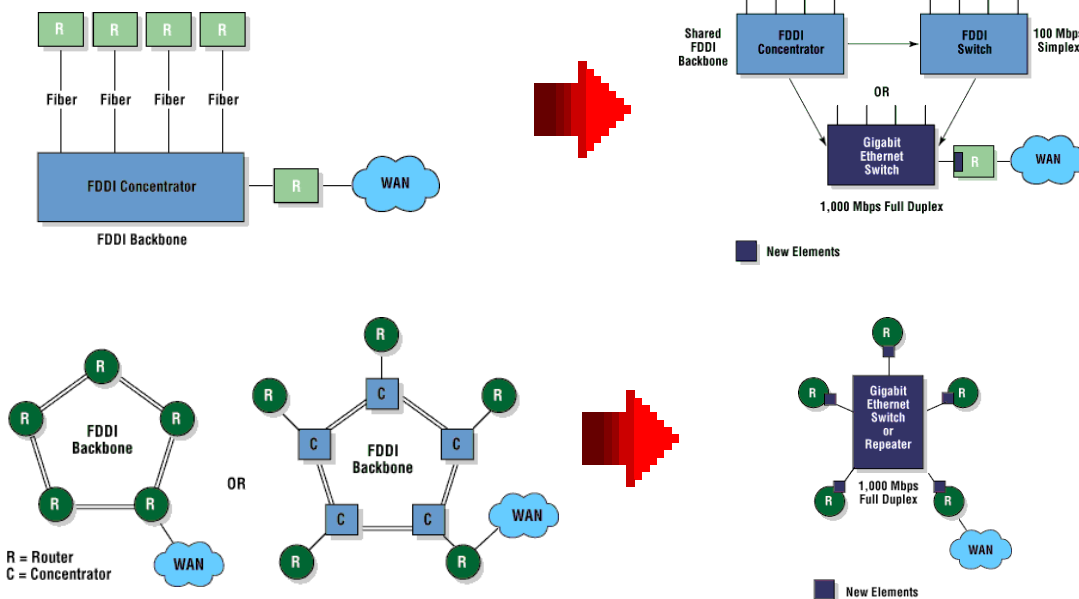 R R R R
Fiber Fiber Fiber Fiber
FDDI Concentrator
R
WAN
FDDI Backbone
Shared
FDDI
Backbone
FDDI
Concentrator
FDDI
Switch
100 Mbps
Simplex
OR
Gigabit
Ethernet
Switch
R
WAN
1,000 Mbps Full Duplex
New Elements
R
R
R
FDDI
Backbone
R
R
WAN
R = Router
C = Concentrator
OR
R
R
R
C
C
C
FDDI
Backbone
C
C
R
R
WAN
R
R
R
Gigabit
Ethernet
Switch
or
Repeater
1,000 Mbps
Full Duplex
R
R
WAN
New Elements